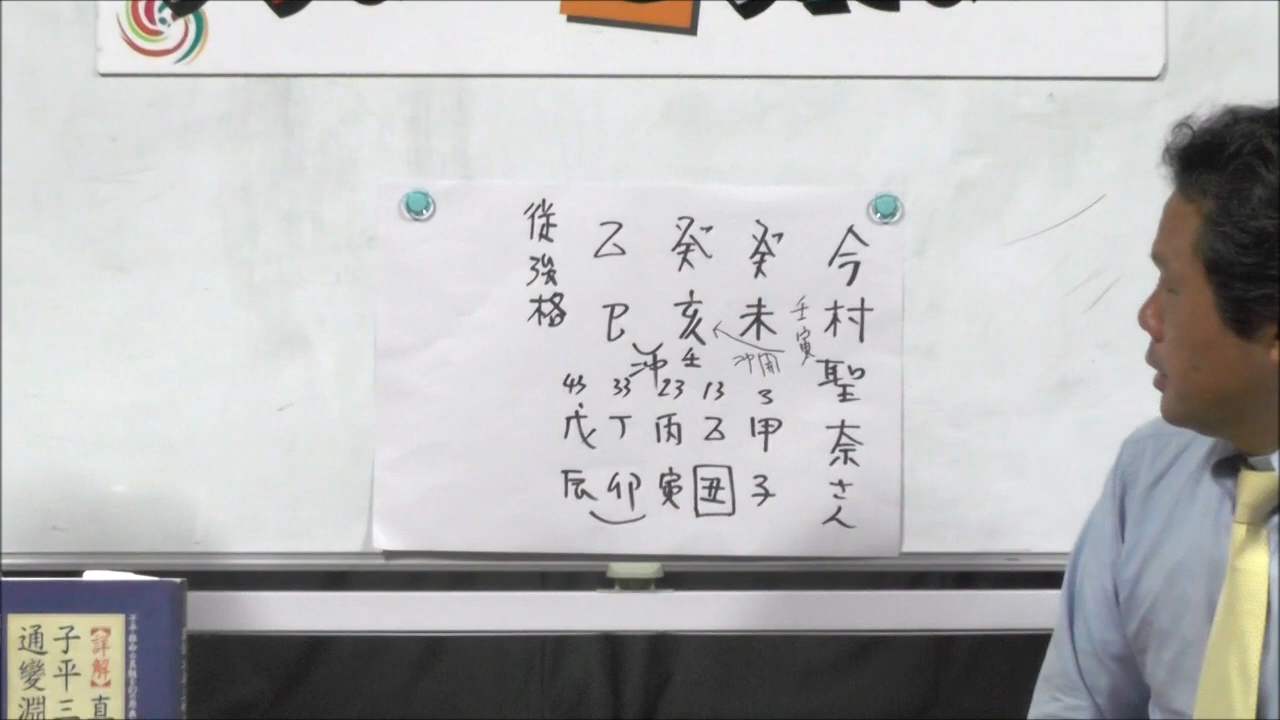 今村聖奈さん
壬寅
癸未
癸亥壬
乙巳
従強格
冲開
冲
43 33 23 13 3
戊 丁 丙 乙 甲
辰 卯 寅 丑 子
【詳解】真
子平三
通變淵